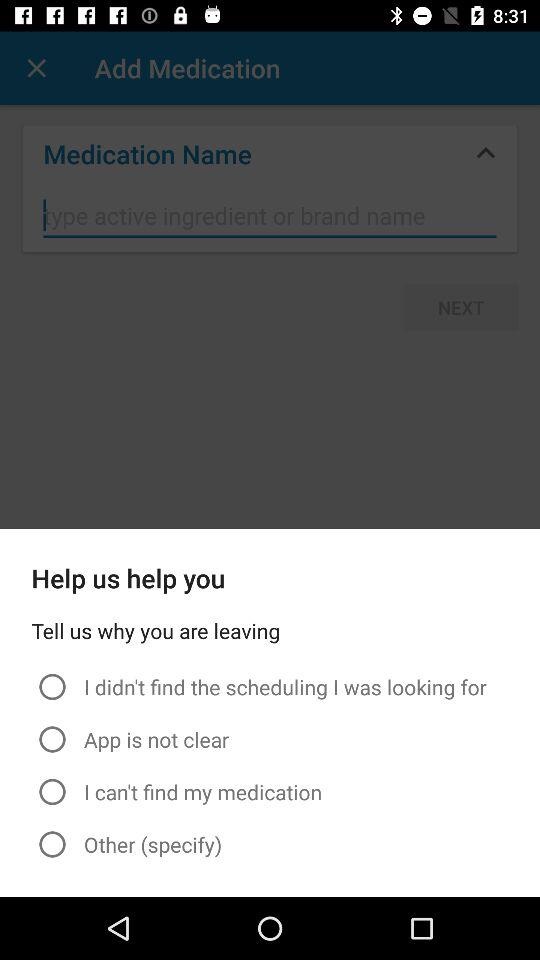 8:31
Add Medication
Medication Name
type active ingredient or brand name
NEXT
Help us help you
Tell us why you are leaving
I didn't find the scheduling I was looking for
App is not clear
I can't find my medication
Other (specify)